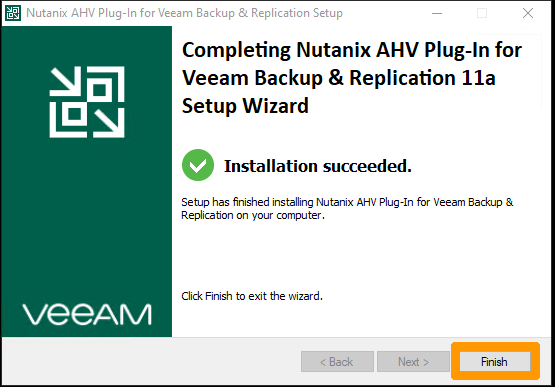 Nutanix AHV Plug-In for Veeam Backup & Replication Setup
Completing Nutanix AHV Plug-In for
Veeam Backup & Replication 11a
Setup Wizard
Installation succeeded.
Setup has finished installing Nutanix AHV Plug-In for Veeam Backup &
Replication on your computer.
Click Finish to exit the wizard.
veeAM
< Back
Next >
Finish